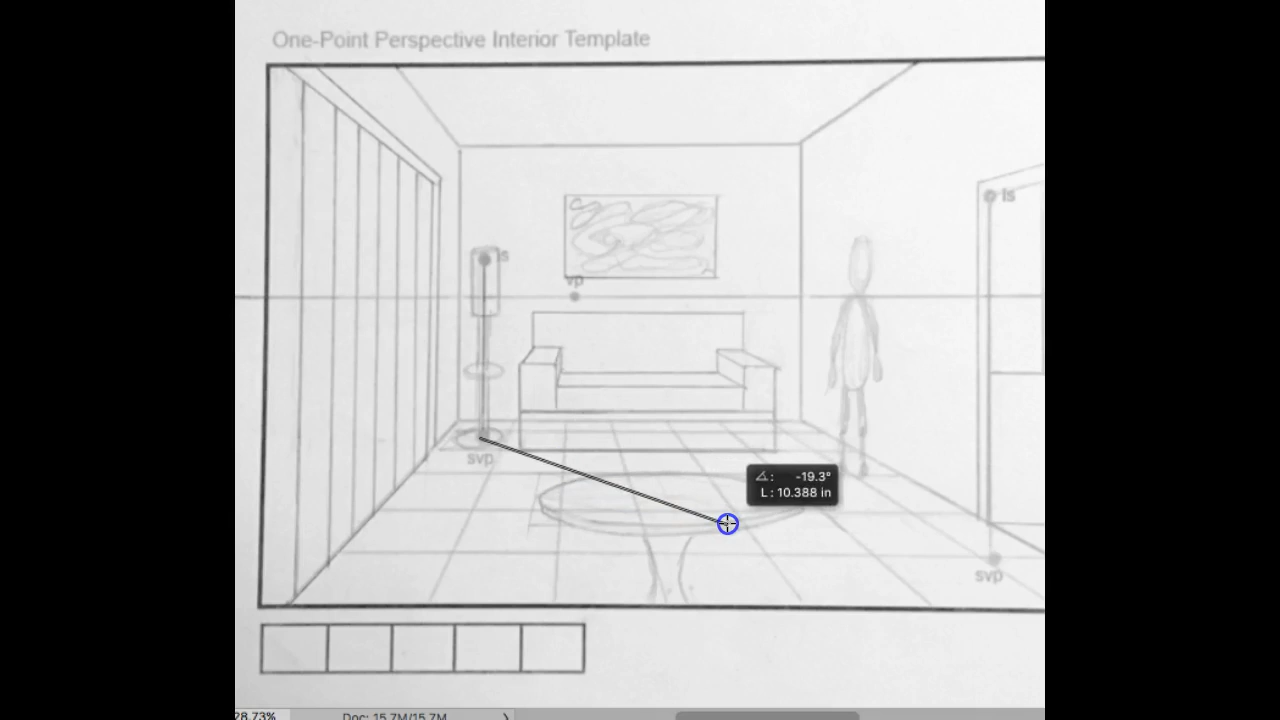 One-Point Perspective Interior Template
ls
ls
vp
svp
∡: -19.3°
L: 10.388 in
svp
28.73%
Doc: 15.7M/15.7M